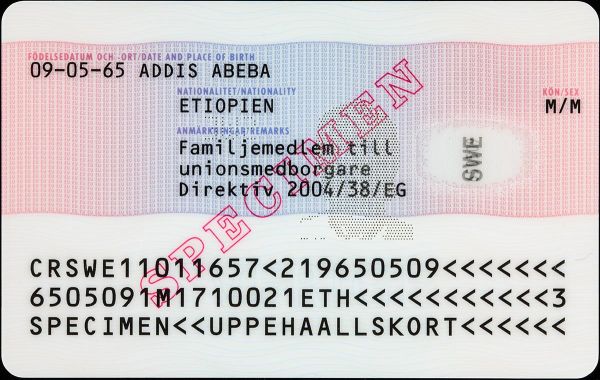 FÖDELSEDATUM OCH -ORT/DATE AND PLACE OF BIRTH
09-05-65 ADDIS ABEBA
NATIONALITET/NATIONALITY
ETIOPIEN
KÖN/SEX
M/M
ANMÄRKNINGAR/REMARKS
Familjemedlem till
unionsmedborgare
Direktiv 2004/38/EG
SWE
SPECIMEN
CRSWE11011657<219650509<<<<<<<
6505091M1710021ETH<<<<<<<<<<<3
SPECIMEN<<UPPEHAALLSKORT<<<<<<